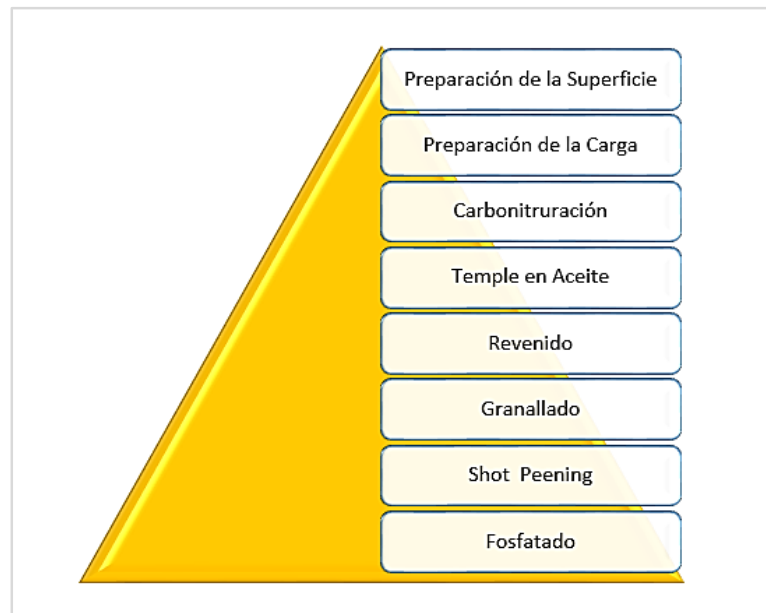 Preparación de la Superficie
Preparación de la Carga
Carbonitruración
Temple en Aceite
Revenido
Granallado
Shot Peening
Fosfatado